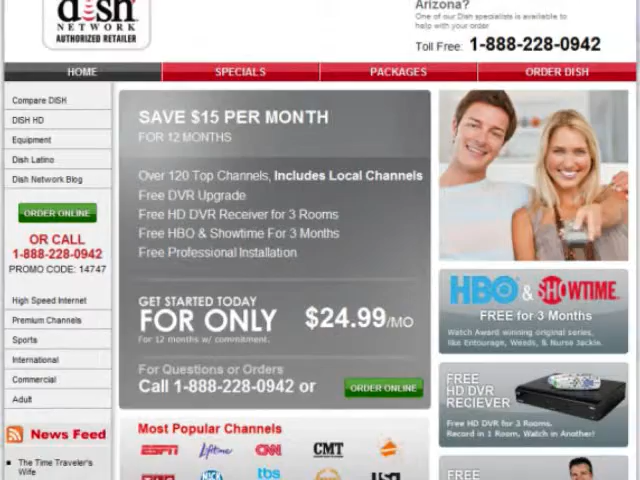 dish
NETWORK
AUTHORIZED RETAILER
Arizona?
One of our Dish specialists is available to
help with your order
Toll Free: 1-888-228-0942
HOME
SPECIALS
PACKAGES
ORDER DISH
Compare DISH
DISH HD
Equipment
Dish Latino
Dish Network Blog
ORDER ONLINE
OR CALL
1-888-228-0942
PROMO CODE: 14747
High Speed Internet
Premium Channels
Sports
International
Commercial
Adult
News Feed
The Time Traveler's
Wife
SAVE $15 PER MONTH
FOR 12 MONTHS
Over 120 Top Channels, Includes Local Channels
Free DVR Upgrade
Free HD DVR Receiver for 3 Rooms
Free HBO & Showtime For 3 Months
Free Professional Installation
GET STARTED TODAY
FOR ONLY $24.99/MO
For 12 months w/ commitment.
For Questions or Orders
Call 1-888-228-0942 or
ORDER ONLINE
Most Popular Channels
ESPN Lifetime CNN CMT
NICK tbs USA
HBO & SHOWTIME
FREE for 3 Months
Watch Award winning original series,
like Entourage, Weeds, & Nurse Jackie.
FREE
HD DVR
RECIEVER
Free HD DVR for 3 Rooms.
Record in 1 Room, Watch in Another!
FREE